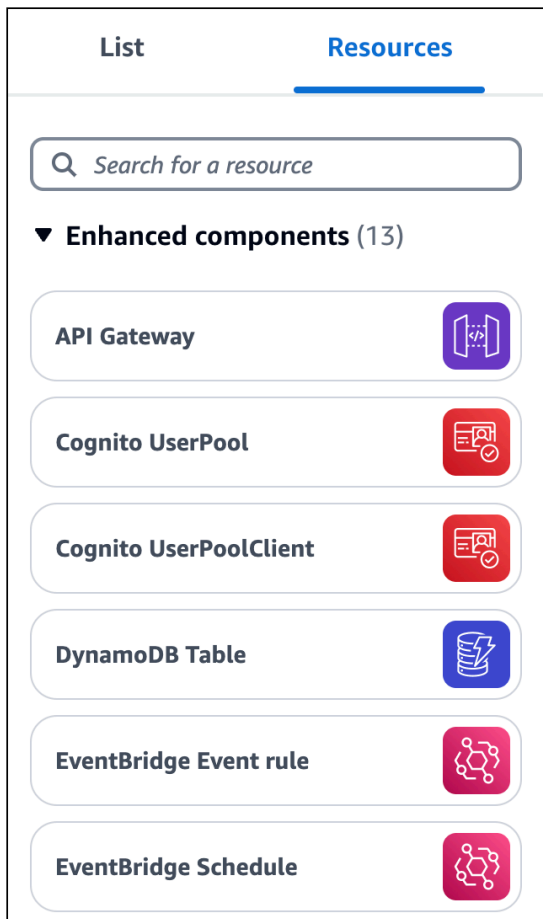 List
Resources
Search for a resource
Enhanced components (13)
API Gateway
Cognito UserPool
Cognito UserPoolClient
DynamoDB Table
EventBridge Event rule
EventBridge Schedule